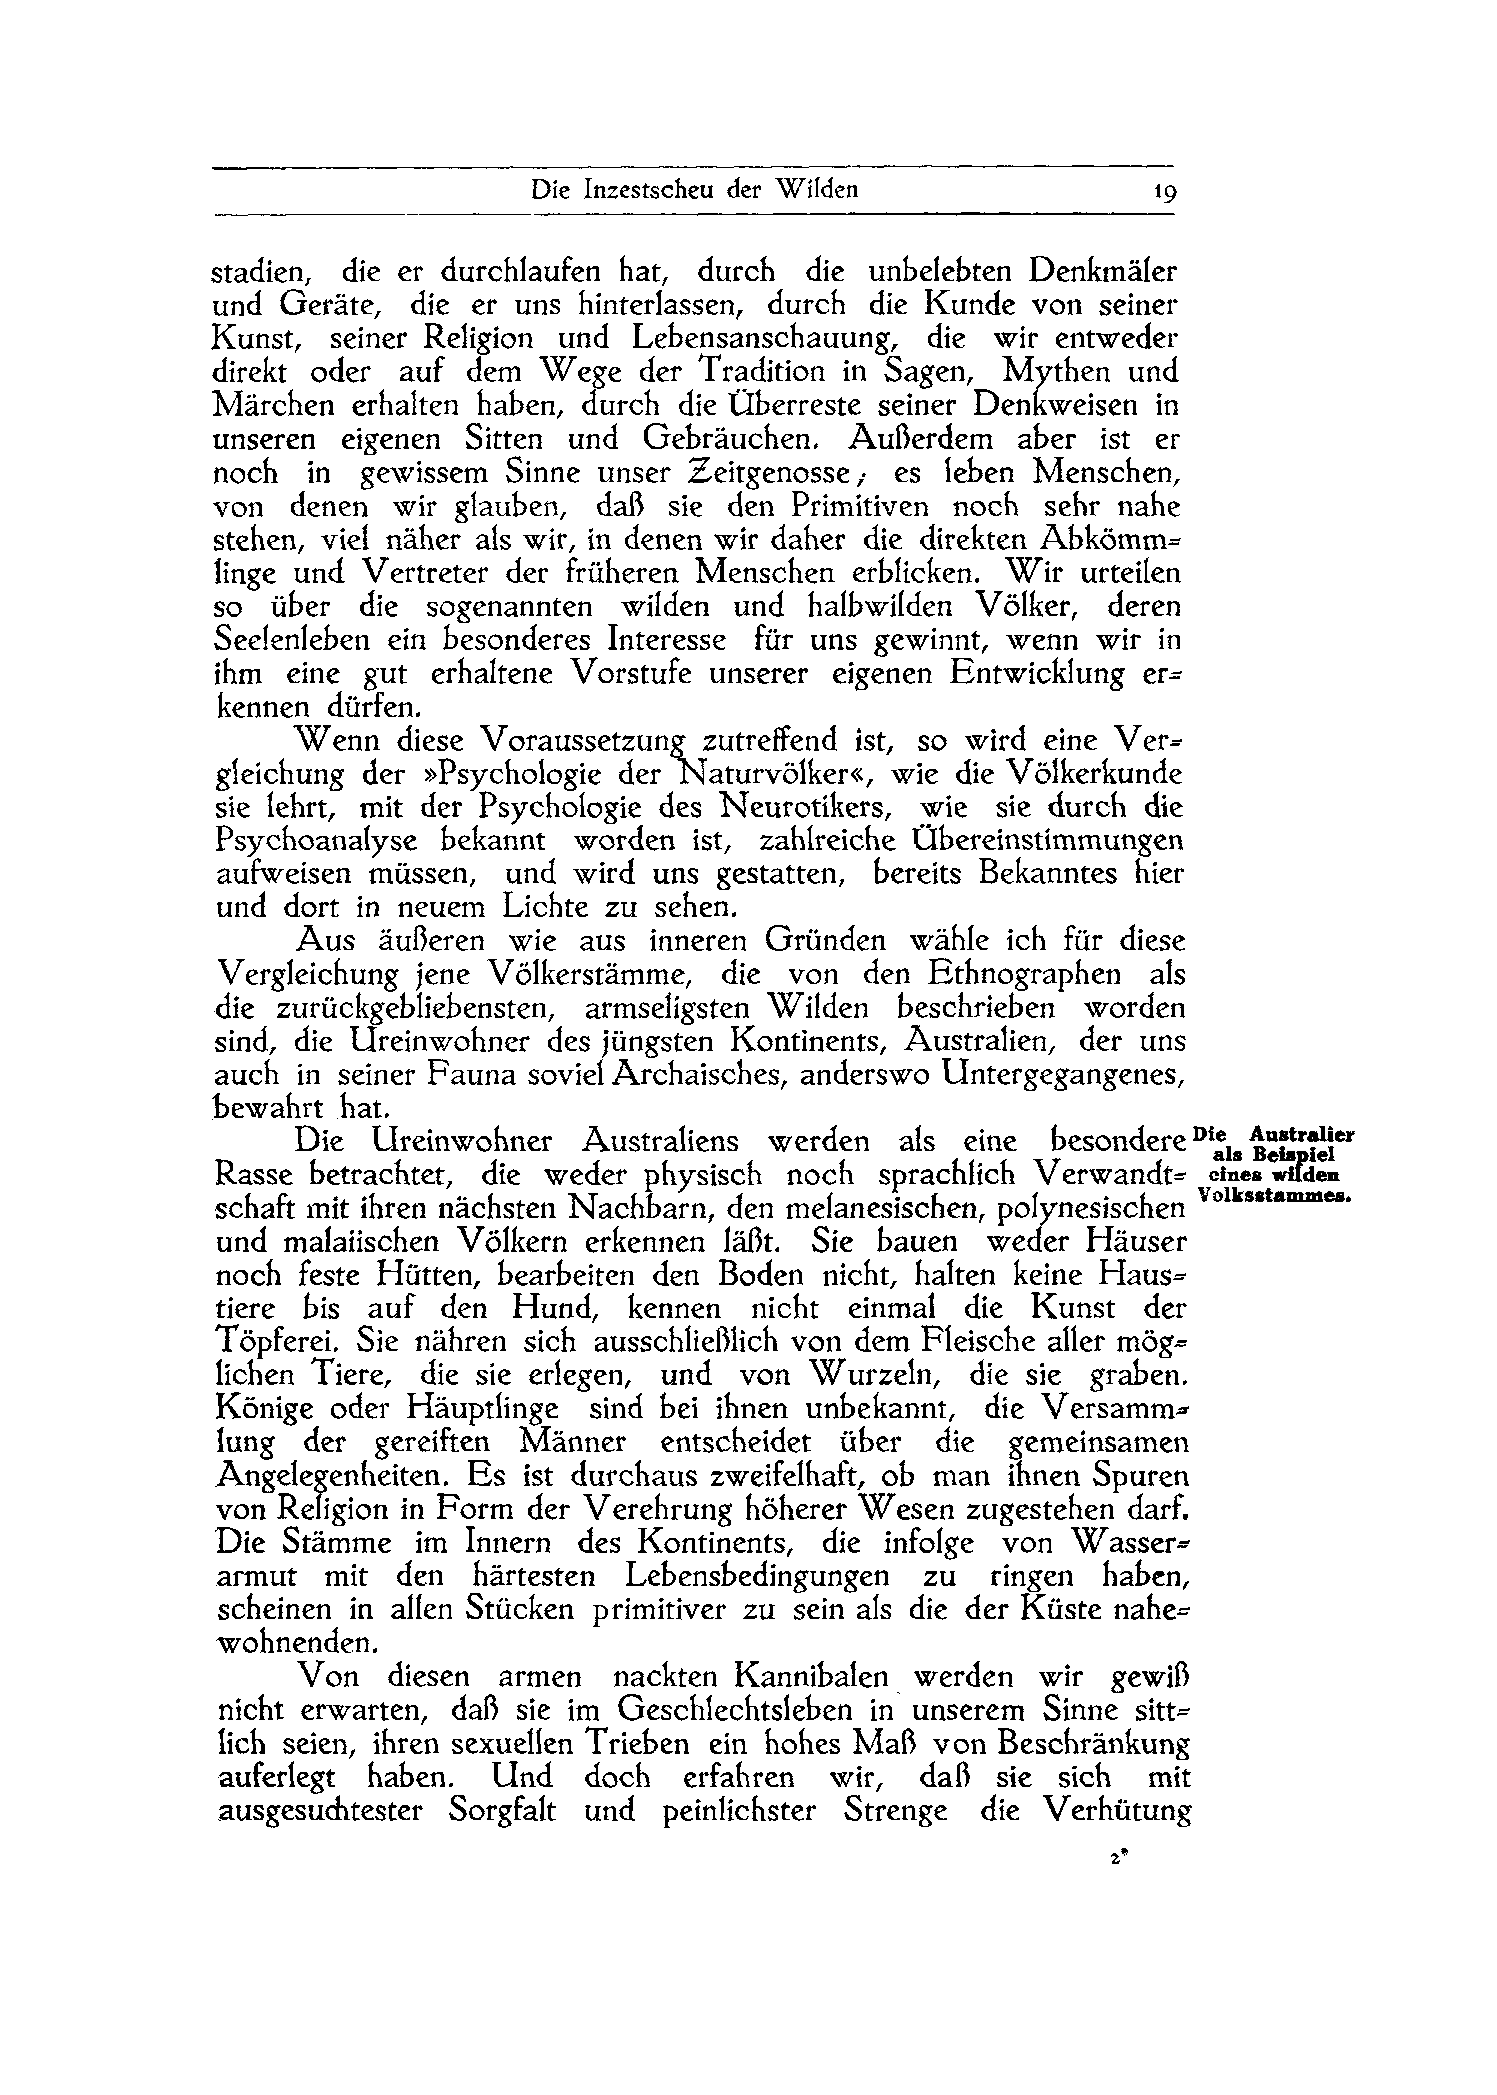 Die Inzestscheu der Wilden 19
stadien, die er durchlaufen hat, durch die unbelebten Denkmäler
und Geräte, die er uns hinterlassen, durch die Kunde von seiner
Kunst, seiner Religion und Lebensanschauung, die wir entweder
direkt oder auf dem Wege der Tradition in Sagen, Mythen und
Märchen erhalten haben, durch die Überreste seiner Denkweisen in
unseren eigenen Sitten und Gebräuchen. Außerdem aber ist er
noch in gewissem Sinne unser Zeitgenosse; es leben Menschen,
von denen wir glauben, daß sie den Primitiven noch sehr nahe
stehen, viel näher als wir, in denen wir daher die direkten Abkömm-
linge und Vertreter der früheren Menschen erblicken. Wir urteilen
so über die sogenannten wilden und halbwilden Völker, deren
Seelenleben ein besonderes Interesse für uns gewinnt, wenn wir in
ihm eine gut erhaltene Vorstufe unserer eigenen Entwicklung er-
kennen dürfen.
Wenn diese Voraussetzung zutreffend ist, so wird eine Ver-
gleichung der »Psychologie der Naturvölker«, wie die Völkerkunde
sie lehrt, mit der Psychologie des Neurotikers, wie sie durch die
Psychoanalyse bekannt worden ist, zahlreiche Übereinstimmungen
aufweisen müssen, und wird uns gestatten, bereits Bekanntes hier
und dort in neuem Lichte zu sehen.
Aus äußeren wie aus inneren Gründen wähle ich für diese
Vergleichung jene Völkerstämme, die von den Ethnographen als
die zurückgebliebensten, armseligsten Wilden beschrieben worden
sind, die Ureinwohner des jüngsten Kontinents, Australien, der uns
auch in seiner Fauna soviel Archaisches, anderswo Untergegangenes,
bewahrt hat.
Die Ureinwohner Australiens werden als eine besondere
Rasse betrachtet, die weder physisch noch sprachlich Verwandt-
schaft mit ihren nächsten Nachbarn, den melanesischen, polynesischen
und malaiischen Völkern erkennen läßt. Sie bauen weder Häuser
noch feste Hütten, bearbeiten den Boden nicht, halten keine Haus-
tiere bis auf den Hund, kennen nicht einmal die Kunst der
Töpferei. Sie nähren sich ausschließlich von dem Fleische aller mög-
lichen Tiere, die sie erlegen, und von Wurzeln, die sie graben.
Könige oder Häuptlinge sind bei ihnen unbekannt, die Versamm-
lung der gereiften Männer entscheidet über die gemeinsamen
Angelegenheiten. Es ist durchaus zweifelhaft, ob man ihnen Spuren
von Religion in Form der Verehrung höherer Wesen zugestehen darf.
Die Stämme im Innern des Kontinents, die infolge von Wasser-
armut mit den härtesten Lebensbedingungen zu ringen haben,
scheinen in allen Stücken primitiver zu sein als die der Küste nahe-
wohnenden.
Von diesen armen nackten Kannibalen werden wir gewiß
nicht erwarten, daß sie im Geschlechtsleben in unserem Sinne sitt-
lich seien, ihren sexuellen Trieben ein hohes Maß von Beschränkung
auferlegt haben. Und doch erfahren wir, daß sie sich mit
ausgesuchtester Sorgfalt und peinlichster Strenge die Verhütung
Die Australier
als Beispiel
eines wilden
Volksstammes.
2*